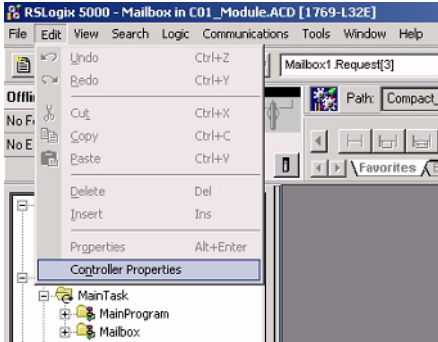 RSLogix 5000 - Mailbox in C01_Module.ACD [1769-L32E]
File Edit View Search Logic Communications Tools Window Help
Undo Ctrl+Z
Mailbox1.Request[3]
Redo Ctrl+Y
Offli
Path: Compact_
No F
Cut Ctrl+X
Copy Ctrl+C
No E
Paste Ctrl+V
Favorites
Delete Del
Insert Ins
Properties Alt+Enter
Controller Properties
MainTask
MainProgram
Mailbox